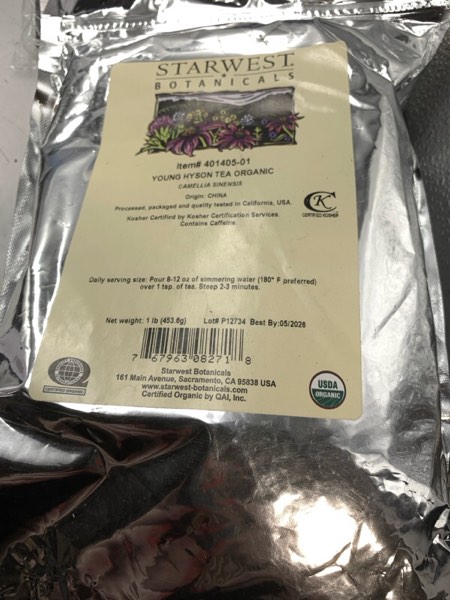 STARWEST
BOTANICALS
Item# 401405-01
YOUNG HYSON TEA ORGANIC
CAMELLIA SINENSIS
Origin: CHINA
Processed, packaged and quality tested in California, USA.
Kosher Certified by Kosher Certification Services
Contains Caffeine.
K
CERTIFIED KOSHER
Daily serving size: Pour 8-12 oz of simmering water (180° F preferred)
over 1 tsp. of tea. Steep 2-3 minutes.
Net weight: 1 lb (453.6g) Lot# P12734 Best By:05/2026
7 67963 08271 8
Starwest Botanicals
161 Main Avenue, Sacramento, CA 95838 USA
www.starwest-botanicals.com
Certified Organic by QAI, Inc.
CERTIFIED ORGANIC
USDA
ORGANIC